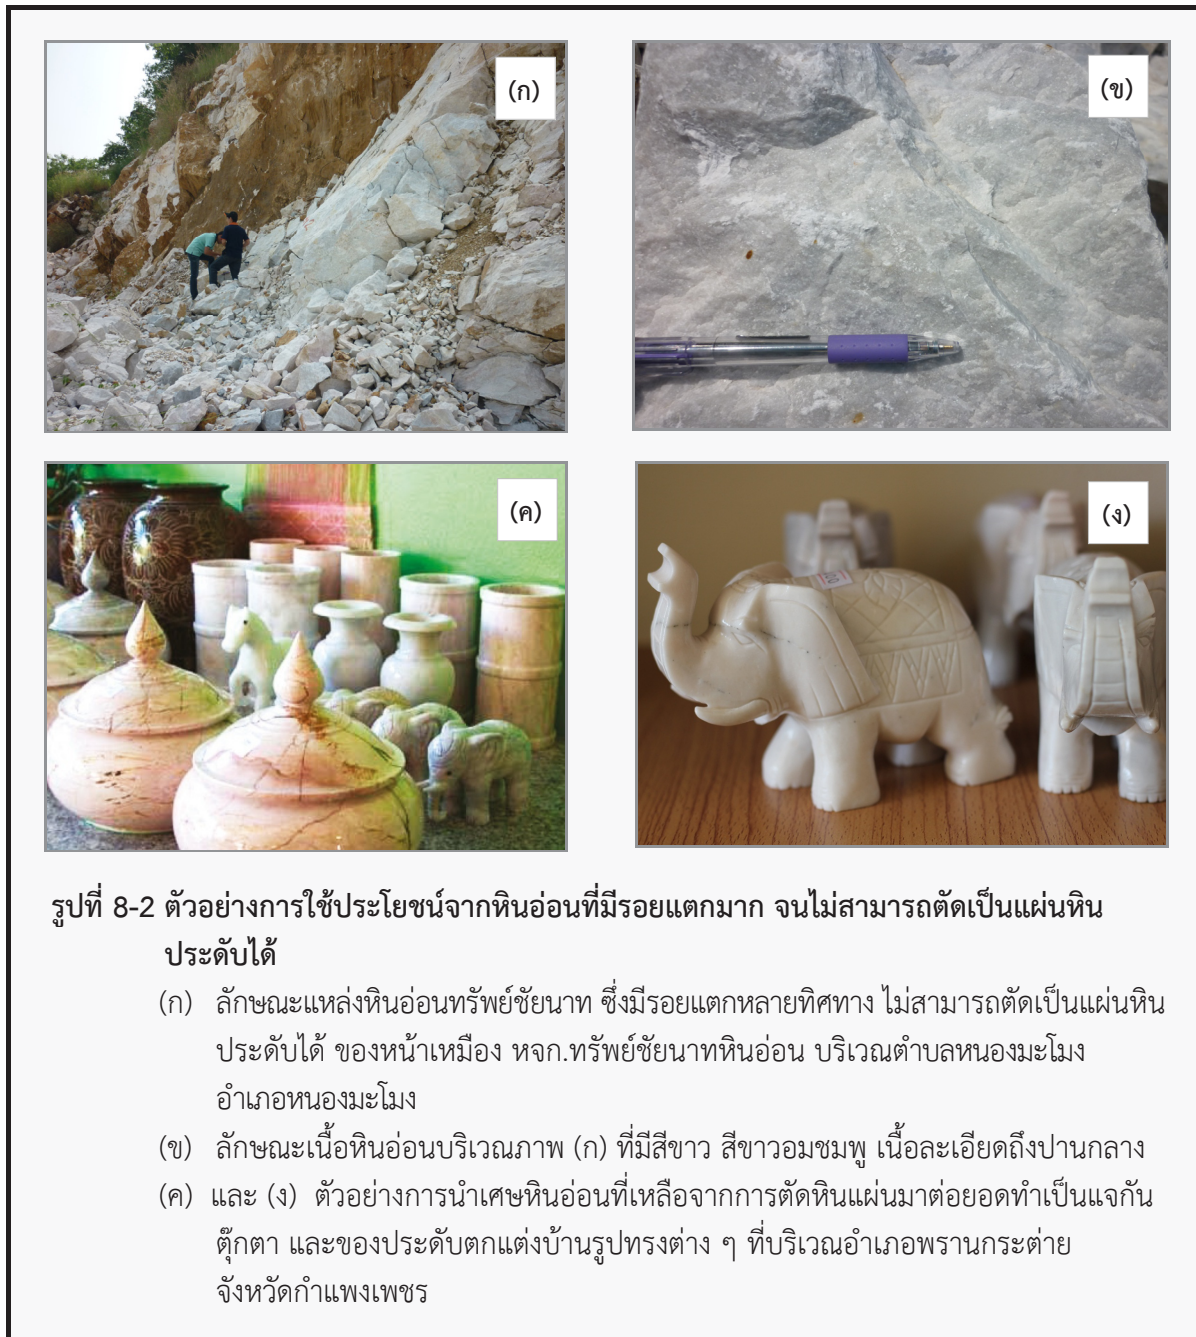 (ก)
(ข)
(ค)
(ง)
รูปที่ 8-2 ตัวอย่างการใช้ประโยชน์จากหินอ่อนที่มีรอยแตกมาก จนไม่สามารถตัดเป็นแผ่นหิน
ประดับได้
(ก) ลักษณะแหล่งหินอ่อนทรัพย์ชัยนาท ซึ่งมีรอยแตกหลายทิศทาง ไม่สามารถตัดเป็นแผ่นหิน
ประดับได้ ของหน้าเหมือง หจก.ทรัพย์ชัยนาทหินอ่อน บริเวณตำบลหนองมะโมง
อำเภอหนองมะโมง
(ข) ลักษณะเนื้อหินอ่อนบริเวณภาพ (ก) ที่มีสีขาว สีขาวอมชมพู เนื้อละเอียดถึงปานกลาง
(ค) และ (ง) ตัวอย่างการนำเศษหินอ่อนที่เหลือจากการตัดหินแผ่นมาต่อยอดทำเป็นแจกัน
ตุ๊กตา และของประดับตกแต่งบ้านรูปทรงต่าง ๆ ที่บริเวณอำเภอพรานกระต่าย
จังหวัดกำแพงเพชร